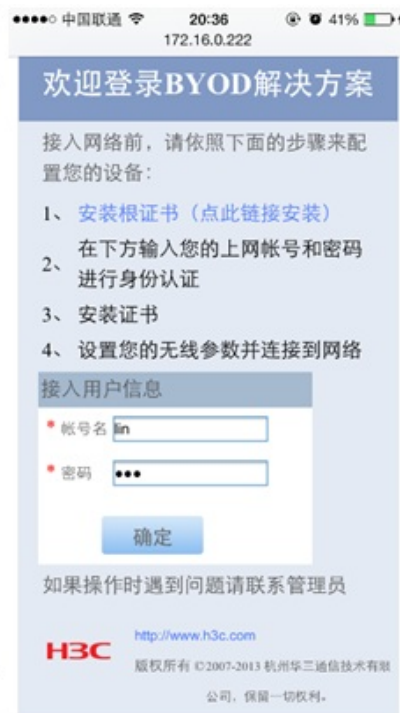 中国联通 20:36 41%
172.16.0.222
欢迎登录BYOD解决方案
接入网络前，请依照下面的步骤来配
置您的设备：
1、 安装根证书（点此链接安装）
2、 在下方输入您的上网帐号和密码
进行身份认证
3、 安装证书
4、 设置您的无线参数并连接到网络
接入用户信息
* 帐号名 lin
* 密码 •••
确定
如果操作时遇到问题请联系管理员
H3C
http://www.h3c.com
版权所有 ©2007-2013 杭州华三通信技术有限
公司。保留一切权利。